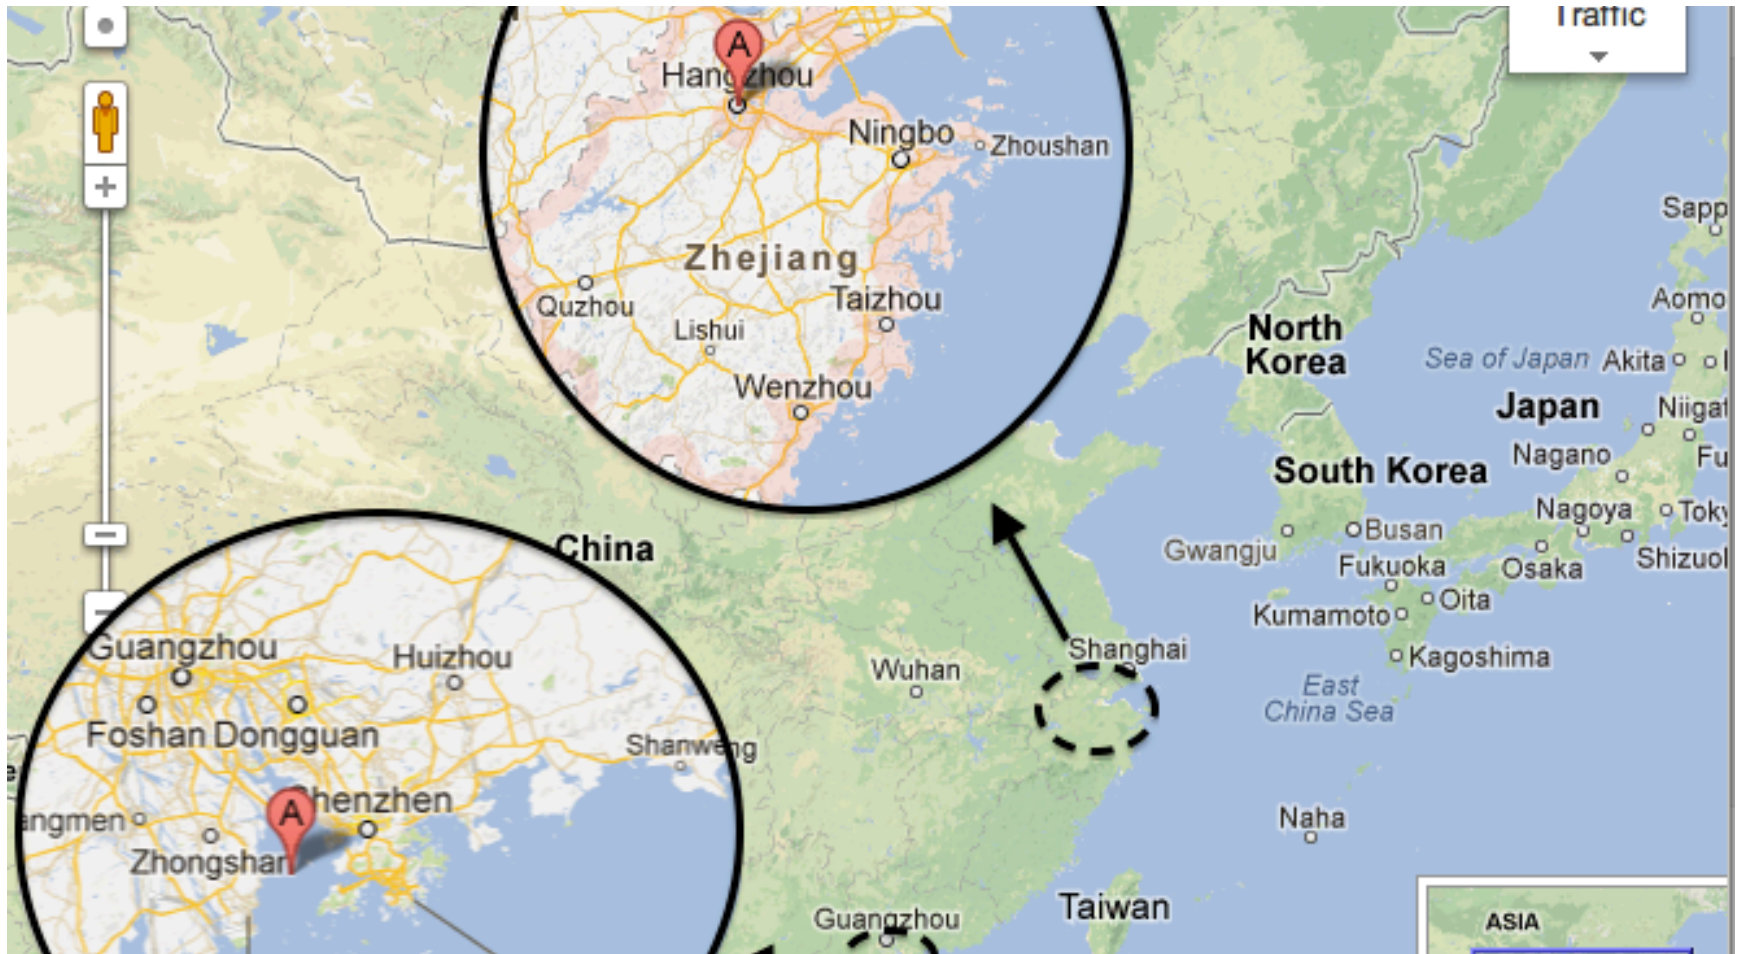 Traffic
Hangzhou
Ningbo
Zhoushan
Zhejiang
Quzhou
Taizhou
Lishui
Wenzhou
Sapp
Aomo
North
Korea
Sea of Japan
Akita
Japan
Niigat
Nagano
Fu
South Korea
Nagoya
Toky
Gwangju
Busan
Osaka
Shizuol
Fukuoka
Oita
Kumamoto
Kagoshima
China
Shanghai
Wuhan
East
China Sea
Naha
Taiwan
Guangzhou
Guangzhou
Huizhou
Foshan
Dongguan
Shanweng
Shenzhen
angmen
Zhongshan
A
A
ASIA